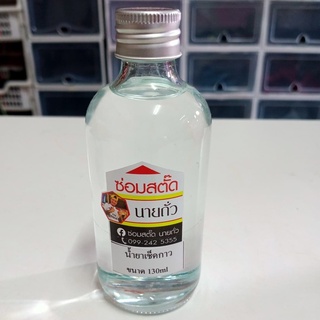 ซ่อมสตั๊ด
นายถั่ว
ซ่อมสตั๊ด นายถั่ว
099-242 5355
น้ำยาเช็ดกาว
ขนาด 130ml